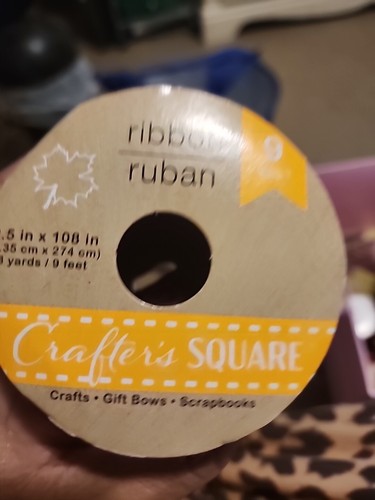 ribbon
ruban
9
.5 in x 108 in
.35 cm x 274 cm)
3 yards / 9 feet
Crafter's SQUARE
Crafts • Gift Bows • Scrapbooks